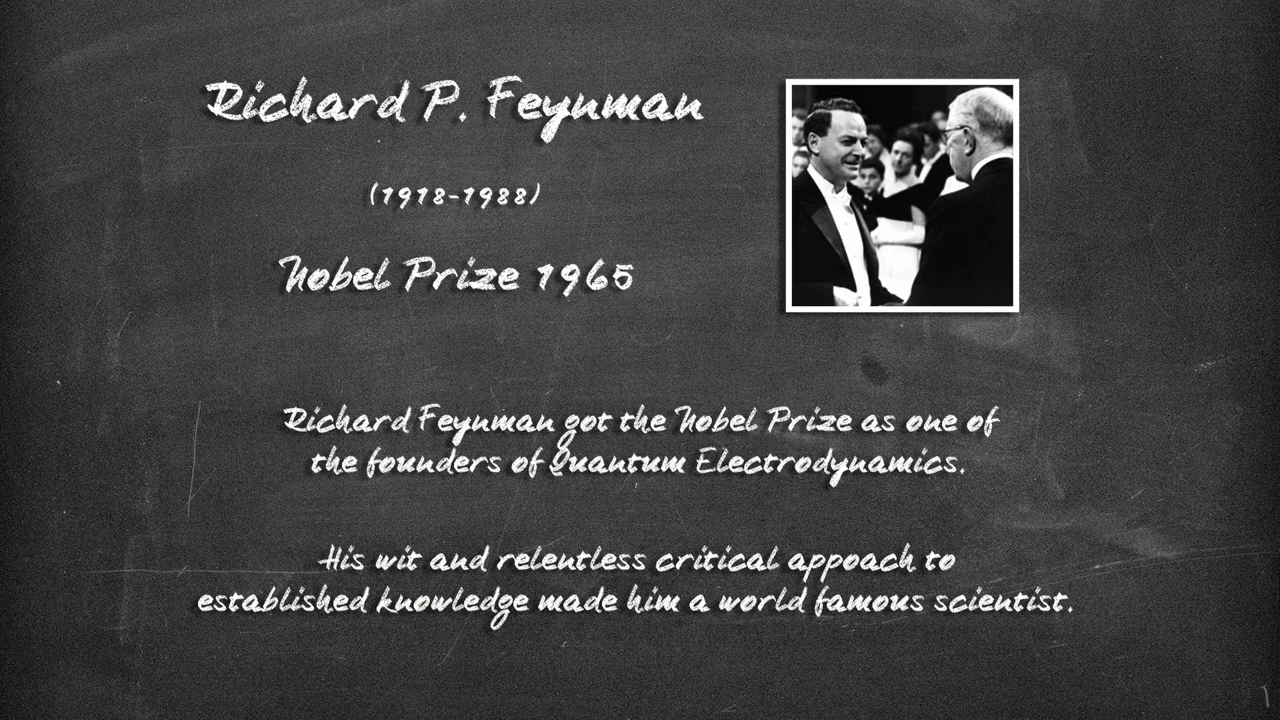 Richard P. Feynman
(1918-1988)
Nobel Prize 1965
Richard Feynman got the Nobel Prize as one of
the founders of Quantum Electrodynamics.
His wit and relentless critical appoach to
established knowledge made him a world famous scientist.